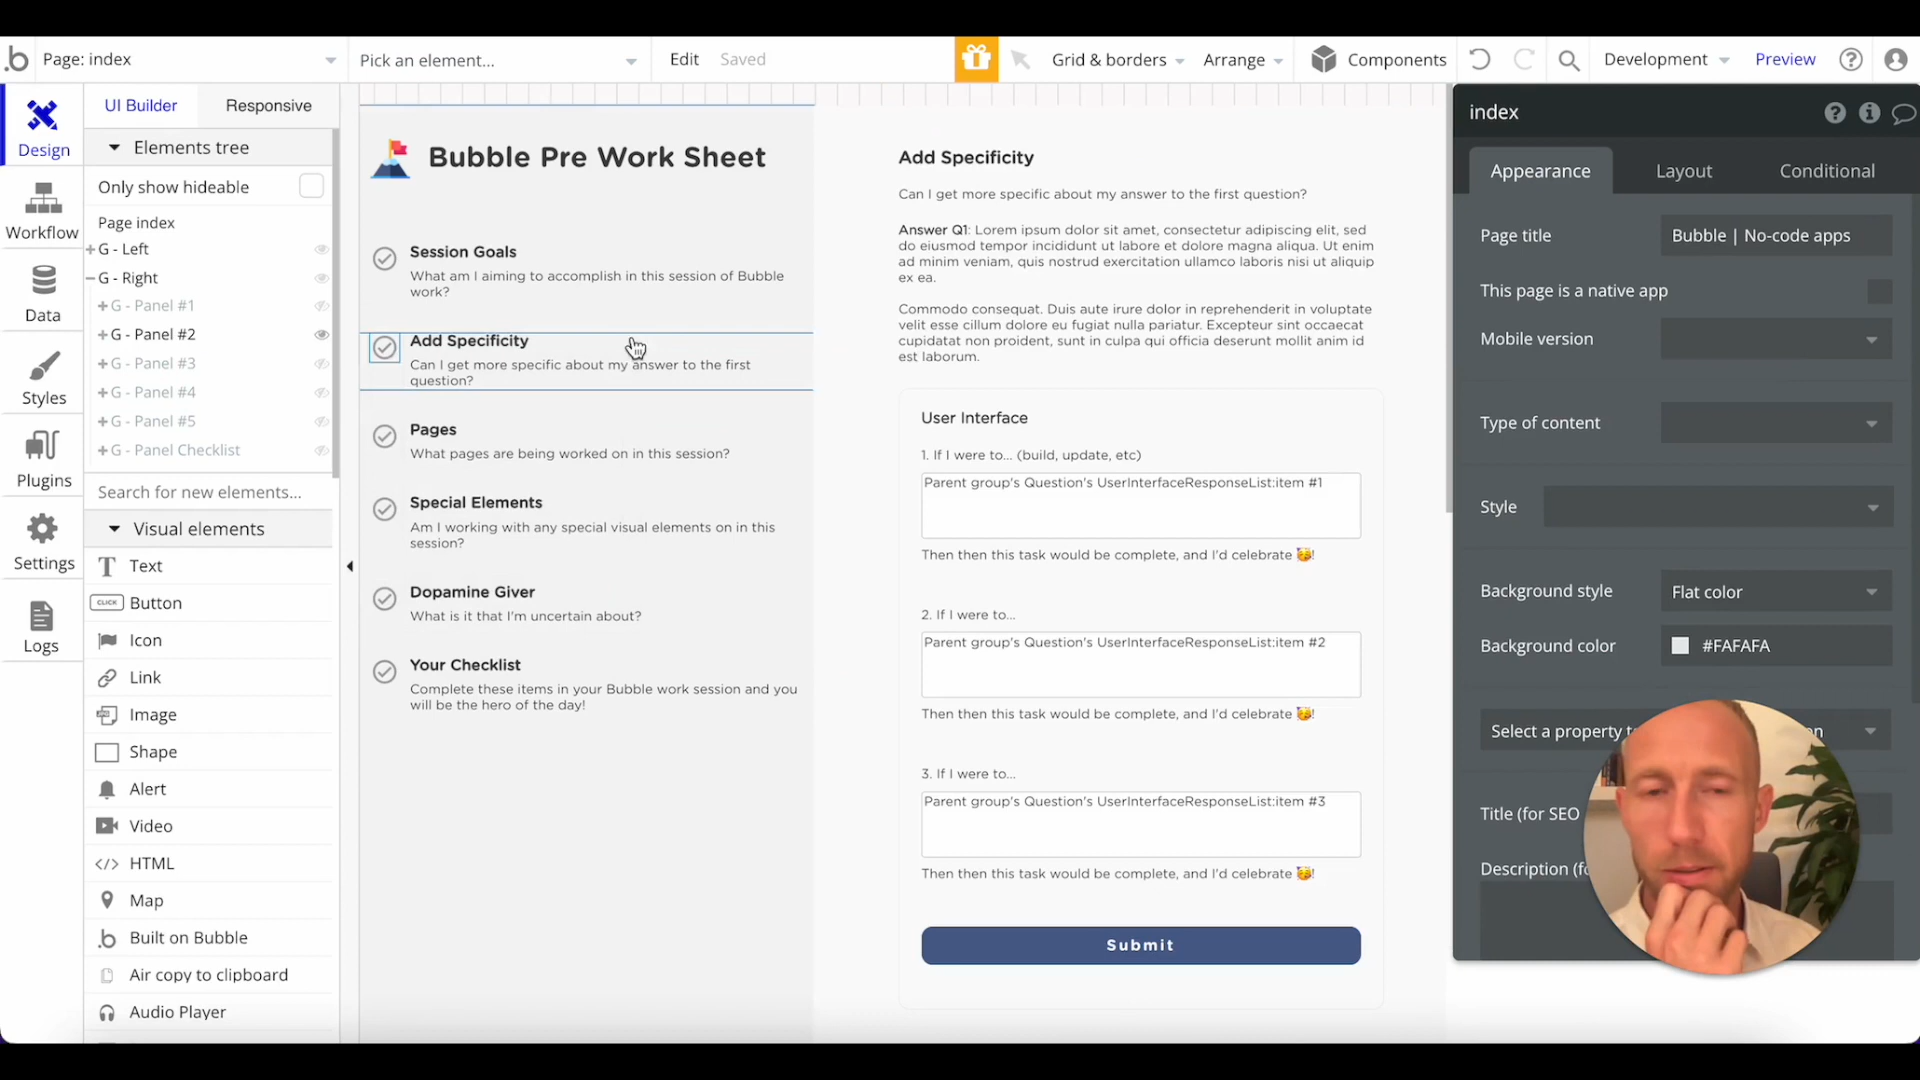 Page: index
Pick an element...
Edit
Saved
Grid & borders
Arrange
Components
Development
Preview
UI Builder
Responsive
Design
Workflow
Data
Styles
Plugins
Settings
Logs
Elements tree
Only show hideable
Page index
G - Left
G - Right
G - Panel #1
G - Panel #2
G - Panel #3
G - Panel #4
G - Panel #5
G - Panel Checklist
Search for new elements...
Visual elements
Text
CLICK Button
Icon
Link
Image
Shape
Alert
Video
HTML
Map
Built on Bubble
Air copy to clipboard
Audio Player
Bubble Pre Work Sheet
Session Goals
What am I aiming to accomplish in this session of Bubble
work?
Add Specificity
Can I get more specific about my answer to the first
question?
Pages
What pages are being worked on in this session?
Special Elements
Am I working with any special visual elements on in this
session?
Dopamine Giver
What is it that I'm uncertain about?
Your Checklist
Complete these items in your Bubble work session and you
will be the hero of the day!
Add Specificity
Can I get more specific about my answer to the first question?
Answer Q1: Lorem ipsum dolor sit amet, consectetur adipiscing elit, sed
do eiusmod tempor incididunt ut labore et dolore magna aliqua. Ut enim
ad minim veniam, quis nostrud exercitation ullamco laboris nisi ut aliquip
ex ea.
Commodo consequat. Duis aute irure dolor in reprehenderit in voluptate
velit esse cillum dolore eu fugiat nulla pariatur. Excepteur sint occaecat
cupidatat non proident, sunt in culpa qui officia deserunt mollit anim id
est laborum.
User Interface
1. If I were to... (build, update, etc)
Parent group's Question's UserInterfaceResponseList:item #1
Then then this task would be complete, and I'd celebrate 🥳!
2. If I were to...
Parent group's Question's UserInterfaceResponseList:item #2
Then then this task would be complete, and I'd celebrate 🥳!
3. If I were to...
Parent group's Question's UserInterfaceResponseList:item #3
Then then this task would be complete, and I'd celebrate 🥳!
Submit
index
Appearance
Layout
Conditional
Page title
Bubble | No-code apps
This page is a native app
Mobile version
Type of content
Style
Background style
Flat color
Background color
#FAFAFA
Select a property
Title (for SEO
Description